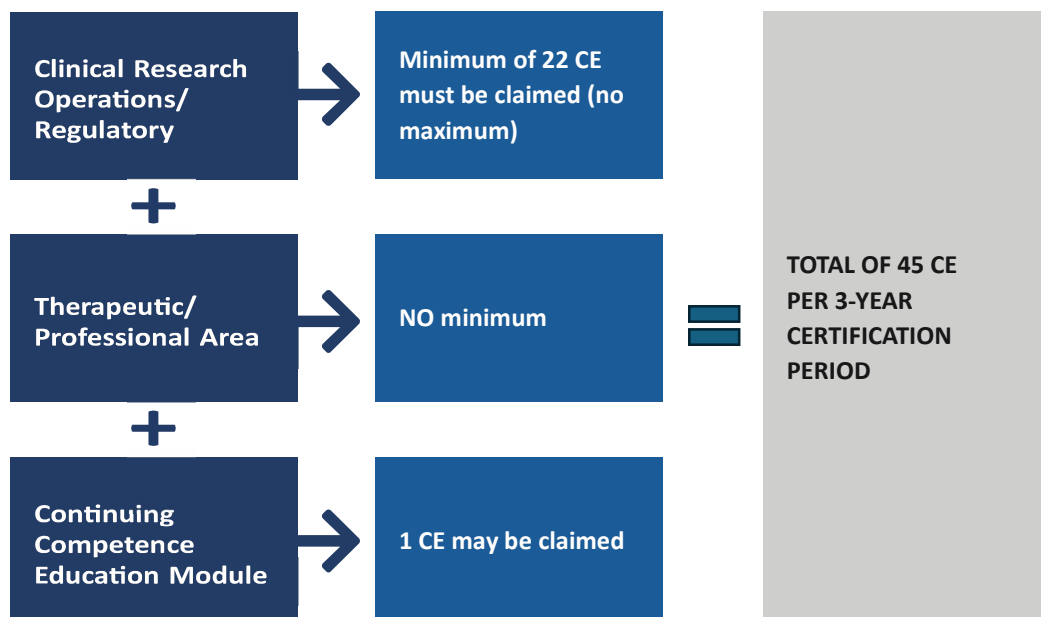 Clinical Research
Operations/
Regulatory
Minimum of 22 CE
must be claimed (no
maximum)
+
Therapeutic/
Professional Area
NO minimum
=
TOTAL OF 45 CE
PER 3-YEAR
CERTIFICATION
PERIOD
+
Continuing
Competence
Education Module
1 CE may be claimed